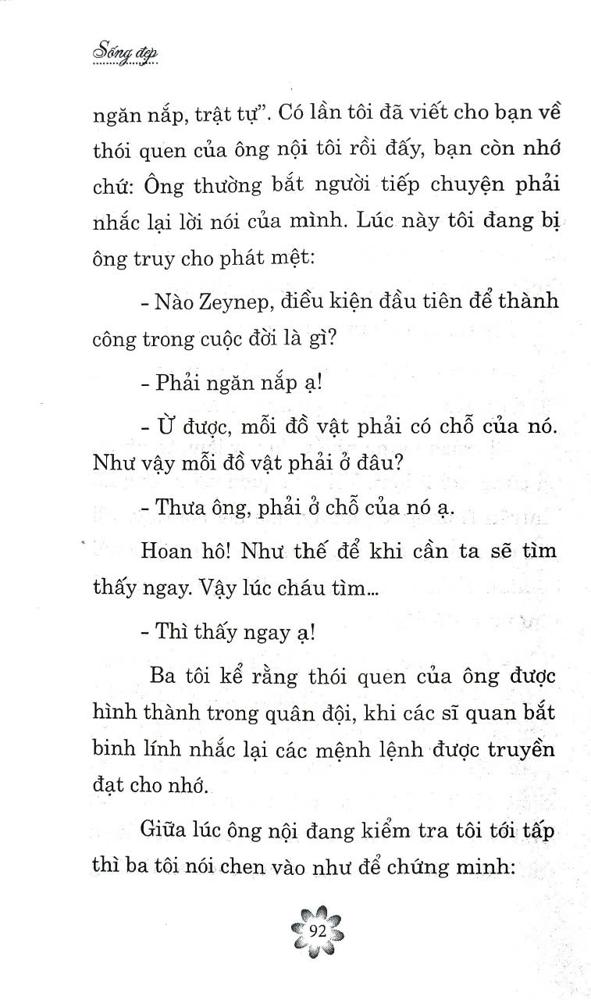 Sống đẹp
ngăn nắp, trật tự”. Có lần tôi đã viết cho bạn về
thói quen của ông nội tôi rồi đấy, bạn còn nhớ
chứ: Ông thường bắt người tiếp chuyện phải
nhắc lại lời nói của mình. Lúc này tôi đang bị
ông truy cho phát mệt:
- Nào Zeynep, điều kiện đầu tiên để thành
công trong cuộc đời là gì?
- Phải ngăn nắp ạ!
- Ừ được, mỗi đồ vật phải có chỗ của nó.
Như vậy mỗi đồ vật phải ở đâu?
- Thưa ông, phải ở chỗ của nó ạ.
Hoan hô! Như thế để khi cần ta sẽ tìm
thấy ngay. Vậy lúc cháu tìm...
- Thì thấy ngay ạ!
Ba tôi kể rằng thói quen của ông được
hình thành trong quân đội, khi các sĩ quan bắt
binh lính nhắc lại các mệnh lệnh được truyền
đạt cho nhớ.
Giữa lúc ông nội đang kiểm tra tôi tới tấp
thì ba tôi nói chen vào như để chứng minh:
92